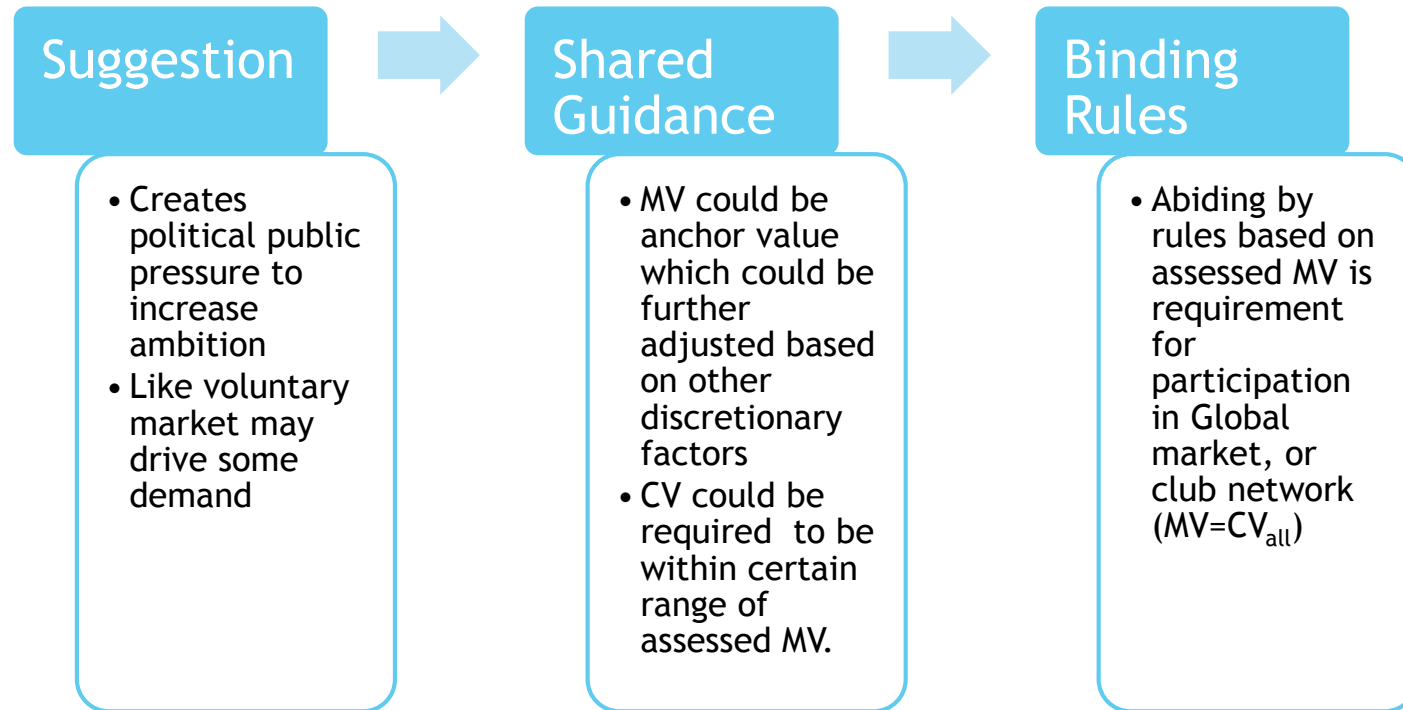 Suggestion
• Creates
political public
pressure to
increase
ambition
• Like voluntary
market may
drive some
demand
Shared
Guidance
• MV could be
anchor value
which could be
further
adjusted based
on other
discretionary
factors
• CV could be
required  to be
within certain
range of
assessed MV.
Binding
Rules
• Abiding by
rules based on
assessed MV is
requirement
for
participation
in Global
market, or
club network
(MV=CVall)